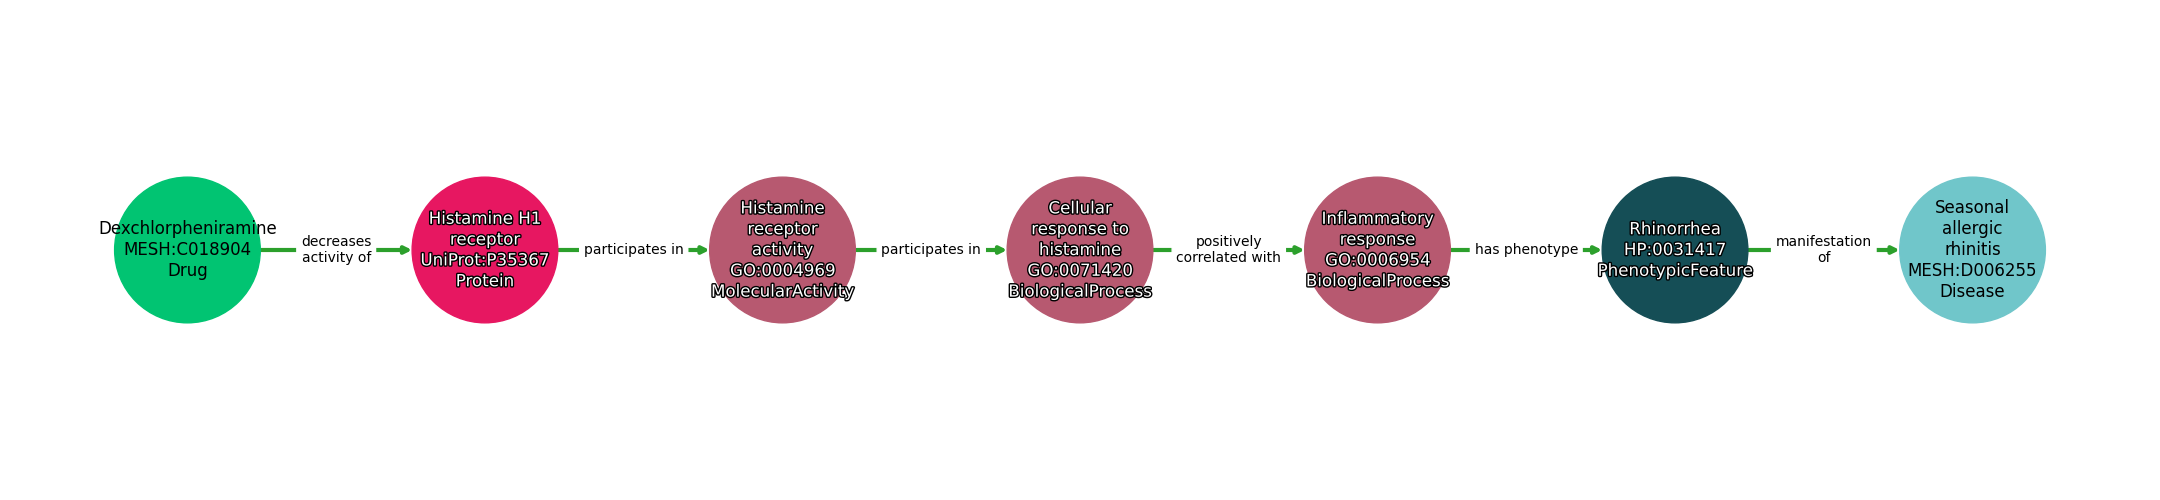 Dexchlorpheniramine
MESH:C018904
Drug
decreases
activity of
Histamine H1
receptor
UniProt:P35367
Protein
participates in
Histamine
receptor
activity
GO:0004969
MolecularActivity
participates in
Cellular
response to
histamine
GO:0071420
BiologicalProcess
positively
correlated with
Inflammatory
response
GO:0006954
BiologicalProcess
has phenotype
Rhinorrhea
HP:0031417
PhenotypicFeature
manifestation
of
Seasonal
allergic
rhinitis
MESH:D006255
Disease